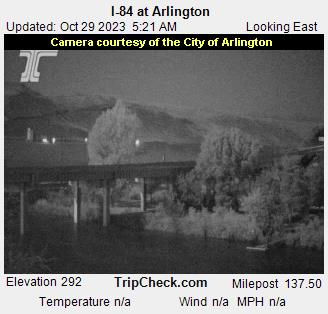 I-84 at Arlington
Updated: Oct 29 2023 5:21 AM Looking East
Camera courtesy of the City of Arlington
Elevation 292 TripCheck.com Milepost 137.50
Temperature n/a Wind n/a MPH n/a